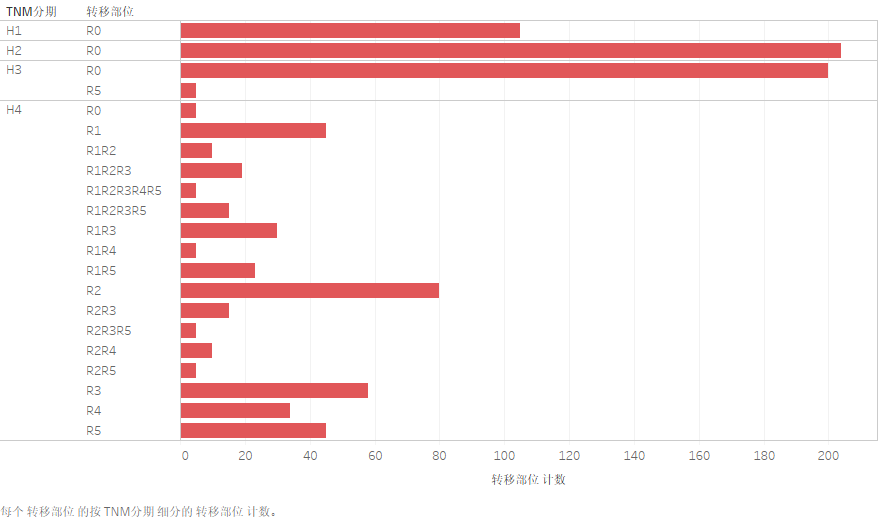 TNM分期 转移部位
H1 R0
H2 R0
H3 R0
R5
H4 R0
R1
R1R2
R1R2R3
R1R2R3R4R5
R1R2R3R5
R1R3
R1R4
R1R5
R2
R2R3
R2R3R5
R2R4
R2R5
R3
R4
R5
0 20 40 60 80 100 120 140 160 180 200
转移部位 计数
每个 转移部位 的按 TNM分期 细分的 转移部位 计数。